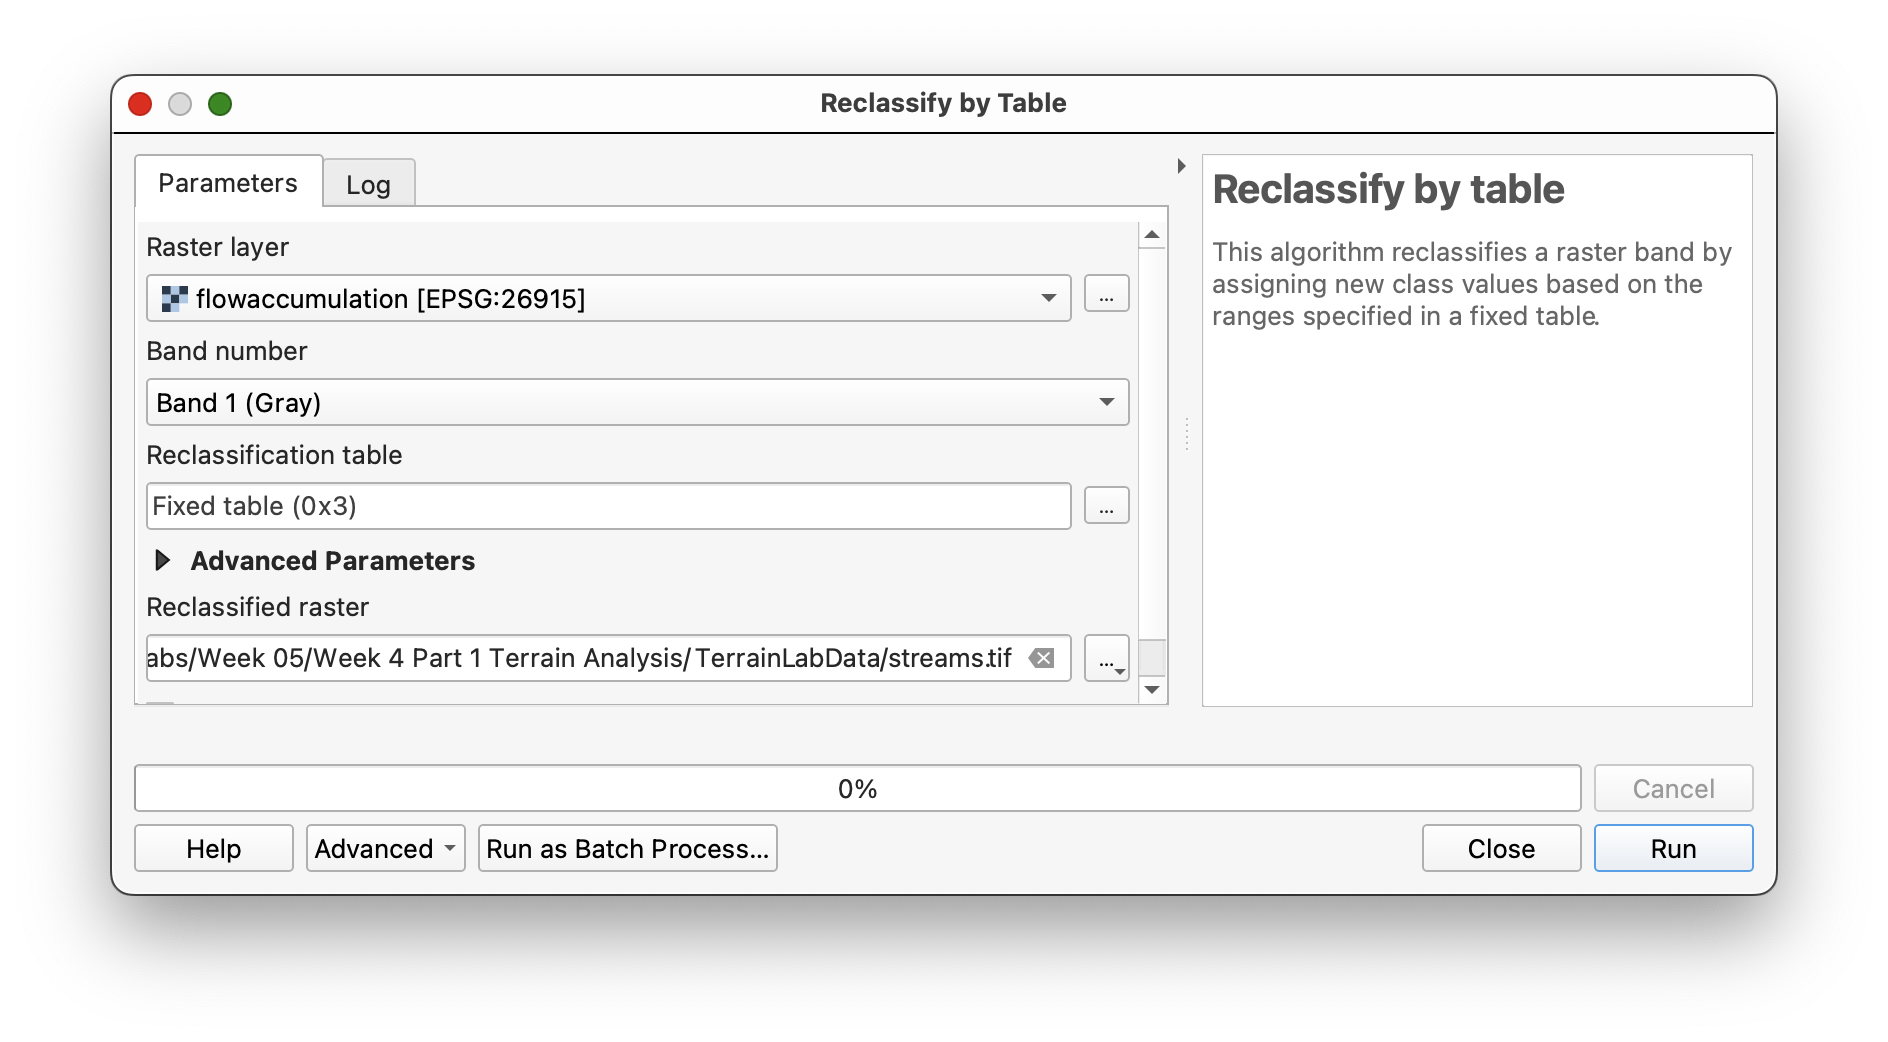 Reclassify by Table
Parameters
Log
Raster layer
flowaccumulation [EPSG:26915]
...
Band number
Band 1 (Gray)
Reclassification table
Fixed table (0x3)
...
Advanced Parameters
Reclassified raster
abs/Week 05/Week 4 Part 1 Terrain Analysis/TerrainLabData/streams.tif
...
Reclassify by table
This algorithm reclassifies a raster band by
assigning new class values based on the
ranges specified in a fixed table.
0%
Cancel
Help
Advanced
Run as Batch Process...
Close
Run